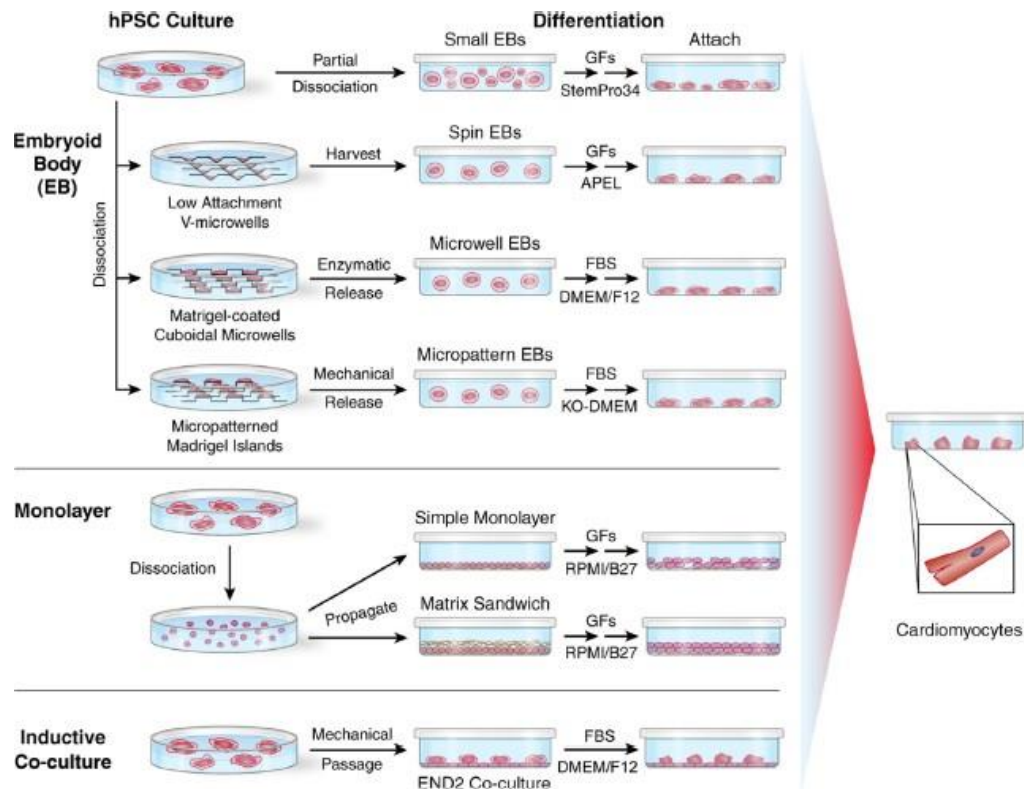 hPSC Culture
Differentiation
Small EBs
Attach
Partial
Dissociation
GFs
StemPro34
Embryoid
Body
(EB)
Dissociation
Spin EBs
Harvest
GFs
APEL
Low Attachment
V-microwells
Microwell EBs
Enzymatic
Release
FBS
DMEM/F12
Matrigel-coated
Cuboidal Microwells
Micropattern EBs
Mechanical
Release
FBS
KO-DMEM
Micropatterned
Madrigel Islands
Monolayer
Dissociation
Propagate
Simple Monolayer
GFs
RPMI/B27
Matrix Sandwich
GFs
RPMI/B27
Cardiomyocytes
Inductive
Co-culture
Mechanical
Passage
END2 Co-culture
FBS
DMEM/F12